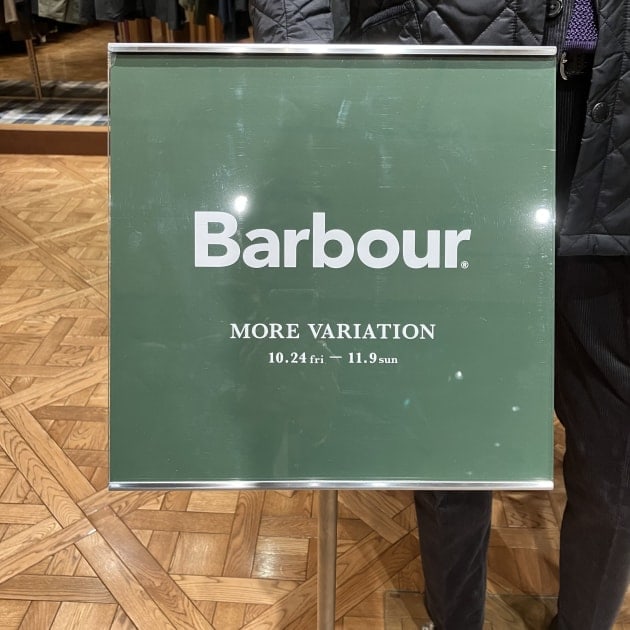 Barbour®
MORE VARIATION
10.24 fri — 11.9 sun